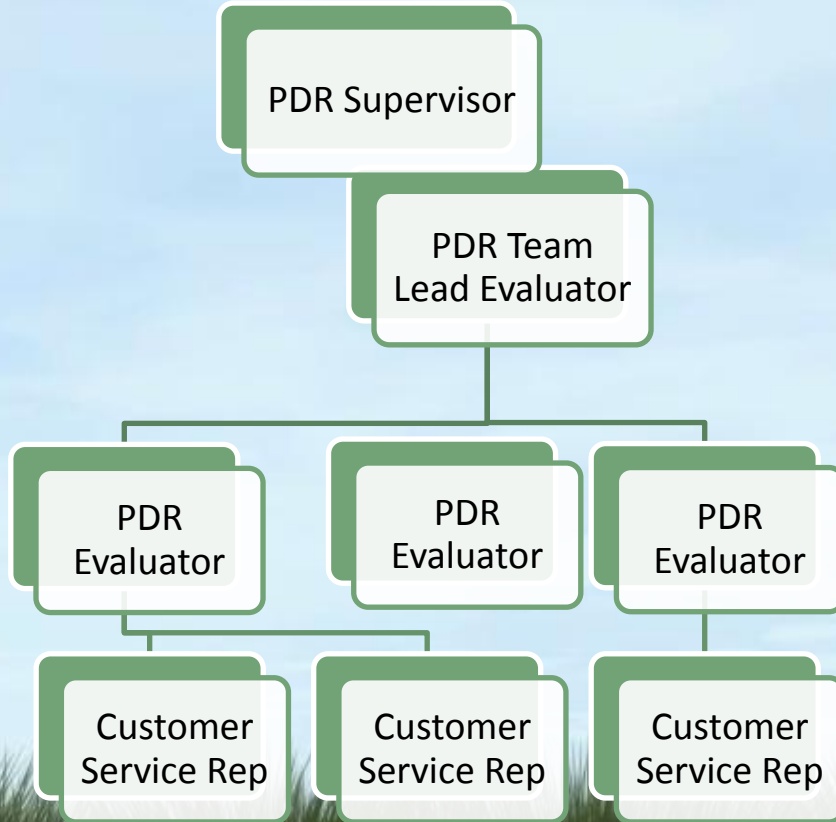 PDR Supervisor
PDR Team
Lead Evaluator
PDR
Evaluator
PDR
Evaluator
PDR
Evaluator
Customer
Service Rep
Customer
Service Rep
Customer
Service Rep